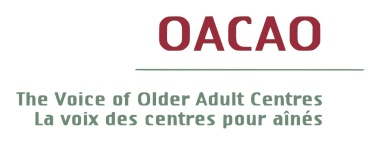 OACAO
The Voice of Older Adult Centres
La voix des centres pour aînés